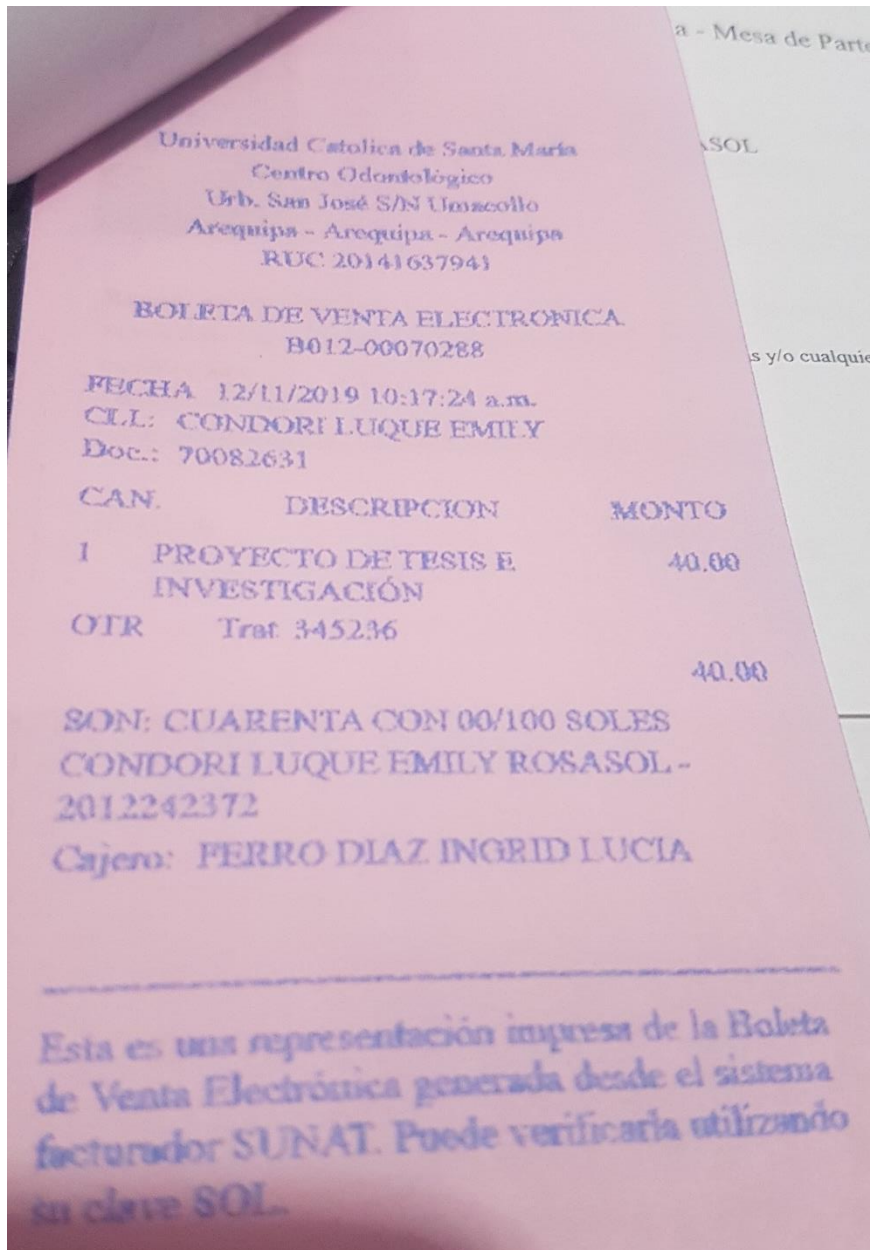 a - Mesa de Parte
ASOL
s y/o cualquie
Universidad Catolica de Santa María
Centro Odontológico
Urb. San José S/N Umacollo
Arequipa - Arequipa - Arequipa
RUC 20141637941
BOLETA DE VENTA ELECTRONICA
B012-00070288
FECHA 12/11/2019 10:17:24 a.m.
CLI.: CONDORI LUQUE EMILY
Doc.: 70082631
CAN. DESCRIPCION MONTO
1 PROYECTO DE TESIS E 40.00
INVESTIGACIÓN
OTR Traf. 345236
40.00
SON: CUARENTA CON 00/100 SOLES
CONDORI LUQUE EMILY ROSASOL -
2012242372
Cajero: FERRO DIAZ INGRID LUCIA
Esta es una representación impresa de la Boleta
de Venta Electrónica generada desde el sistema
facturador SUNAT. Puede verificarla utilizando
su clave SOL.